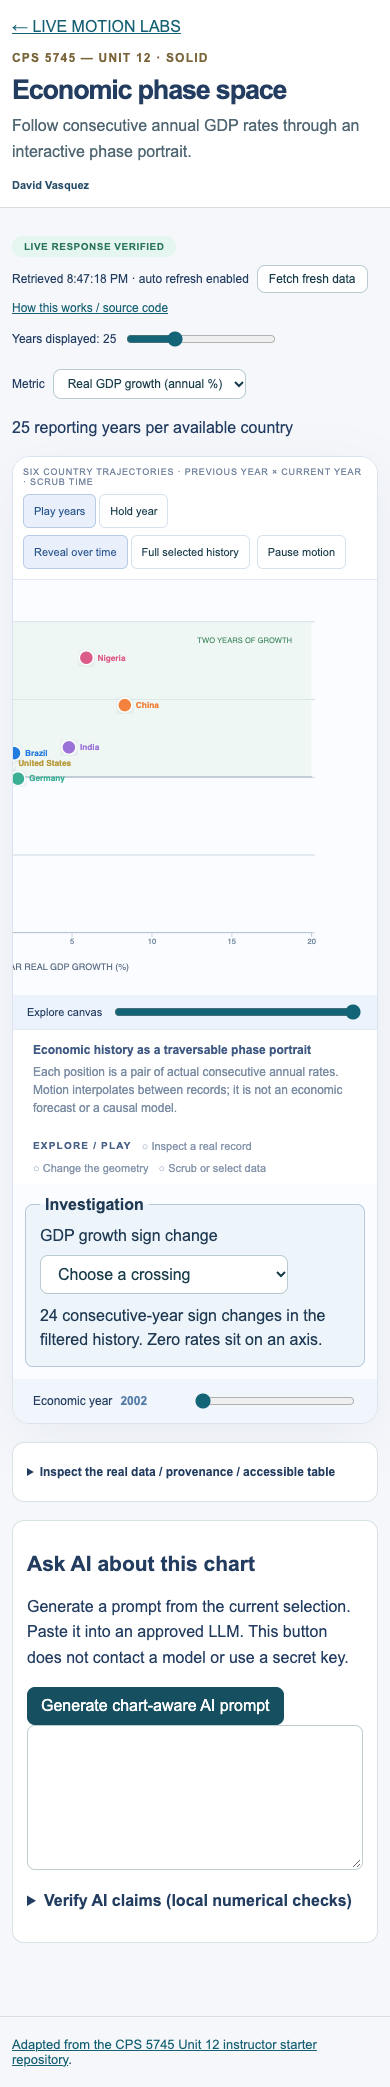 ← LIVE MOTION LABS
CPS 5745 — UNIT 12 · SOLID
Economic phase space
Follow consecutive annual GDP rates through an
interactive phase portrait.
David Vasquez
LIVE RESPONSE VERIFIED
Retrieved 8:47:18 PM · auto refresh enabled
Fetch fresh data
How this works / source code
Years displayed: 25
Metric
Real GDP growth (annual %)
25 reporting years per available country
SIX COUNTRY TRAJECTORIES · PREVIOUS YEAR × CURRENT YEAR
· SCRUB TIME
Play years
Hold year
Reveal over time
Full selected history
Pause motion
TWO YEARS OF GROWTH
Nigeria
China
India
Brazil
United States
Germany
5
10
15
20
AR REAL GDP GROWTH (%)
Explore canvas
Economic history as a traversable phase portrait
Each position is a pair of actual consecutive annual rates.
Motion interpolates between records; it is not an economic
forecast or a causal model.
EXPLORE / PLAY
○ Inspect a real record
○ Change the geometry
○ Scrub or select data
Investigation
GDP growth sign change
Choose a crossing
24 consecutive-year sign changes in the
filtered history. Zero rates sit on an axis.
Economic year 2002
▶ Inspect the real data / provenance / accessible table
Ask AI about this chart
Generate a prompt from the current selection.
Paste it into an approved LLM. This button
does not contact a model or use a secret key.
Generate chart-aware AI prompt
▶ Verify AI claims (local numerical checks)
Adapted from the CPS 5745 Unit 12 instructor starter
repository.